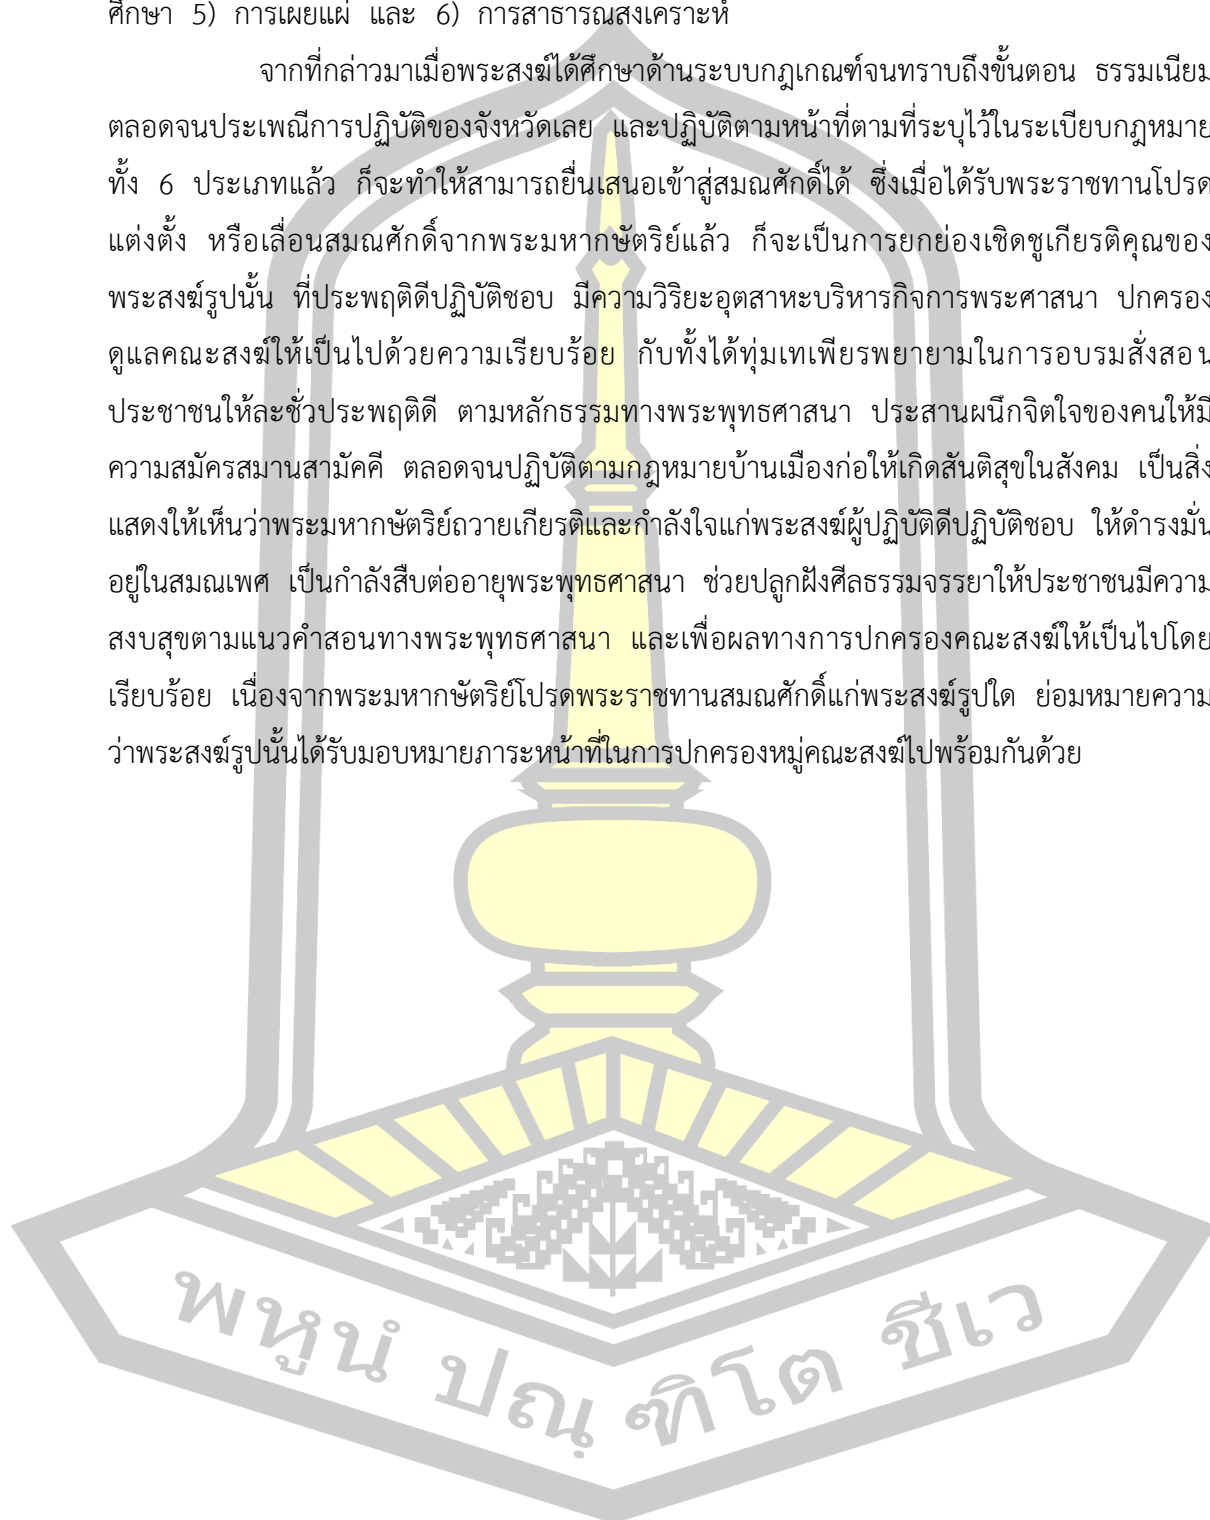 ศึกษา 5) การเผยแผ่ และ 6) การสาธารณสงเคราะห์
จากที่กล่าวมาเมื่อพระสงฆ์ได้ศึกษาด้านระบบกฎเกณฑ์จนทราบถึงขั้นตอน ธรรมเนียม
ตลอดจนประเพณีการปฏิบัติของจังหวัดเลย และปฏิบัติตามหน้าที่ตามที่ระบุไว้ในระเบียบกฎหมาย
ทั้ง 6 ประเภทแล้ว ก็จะทำให้สามารถยื่นเสนอเข้าสู่สมณศักดิ์ได้ ซึ่งเมื่อได้รับพระราชทานโปรด
แต่งตั้ง หรือเลื่อนสมณศักดิ์จากพระมหากษัตริย์แล้ว ก็จะเป็นการยกย่องเชิดชูเกียรติคุณของ
พระสงฆ์รูปนั้น ที่ประพฤติดีปฏิบัติชอบ มีความวิริยะอุตสาหะบริหารกิจการพระศาสนา ปกครอง
ดูแลคณะสงฆ์ให้เป็นไปด้วยความเรียบร้อย กับทั้งได้ทุ่มเทเพียรพยายามในการอบรมสั่งสอน
ประชาชนให้ละชั่วประพฤติดี ตามหลักธรรมทางพระพุทธศาสนา ประสานผนึกจิตใจของคนให้มี
ความสมัครสมานสามัคคี ตลอดจนปฏิบัติตามกฎหมายบ้านเมืองก่อให้เกิดสันติสุขในสังคม เป็นสิ่ง
แสดงให้เห็นว่าพระมหากษัตริย์ถวายเกียรติและกำลังใจแก่พระสงฆ์ผู้ปฏิบัติดีปฏิบัติชอบ ให้ดำรงมั่น
อยู่ในสมณเพศ เป็นกำลังสืบต่ออายุพระพุทธศาสนา ช่วยปลูกฝังศีลธรรมจรรยาให้ประชาชนมีความ
สงบสุขตามแนวคำสอนทางพระพุทธศาสนา และเพื่อผลทางการปกครองคณะสงฆ์ให้เป็นไปโดย
เรียบร้อย เนื่องจากพระมหากษัตริย์โปรดพระราชทานสมณศักดิ์แก่พระสงฆ์รูปใด ย่อมหมายความ
ว่าพระสงฆ์รูปนั้นได้รับมอบหมายภาระหน้าที่ในการปกครองหมู่คณะสงฆ์ไปพร้อมกันด้วย
พหูนํ ปณฺ ฑิโต ชีเว